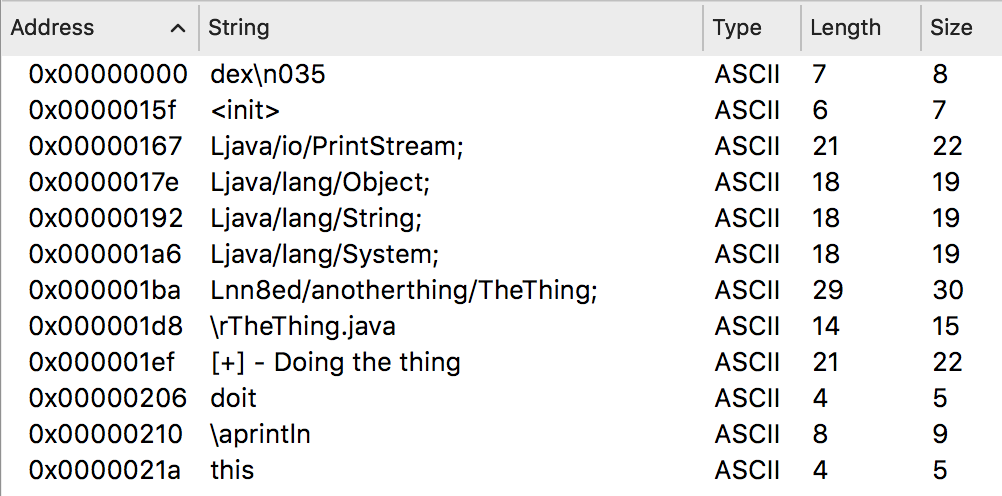 Address String Type Length Size
0x00000000 dex\n035 ASCII 7 8
0x0000015f <init> ASCII 6 7
0x00000167 Ljava/io/PrintStream; ASCII 21 22
0x0000017e Ljava/lang/Object; ASCII 18 19
0x00000192 Ljava/lang/String; ASCII 18 19
0x000001a6 Ljava/lang/System; ASCII 18 19
0x000001ba Lnn8ed/anotherthing/TheThing; ASCII 29 30
0x000001d8 \rTheThing.java ASCII 14 15
0x000001ef [+] - Doing the thing ASCII 21 22
0x00000206 doit ASCII 4 5
0x00000210 \aprintln ASCII 8 9
0x0000021a this ASCII 4 5